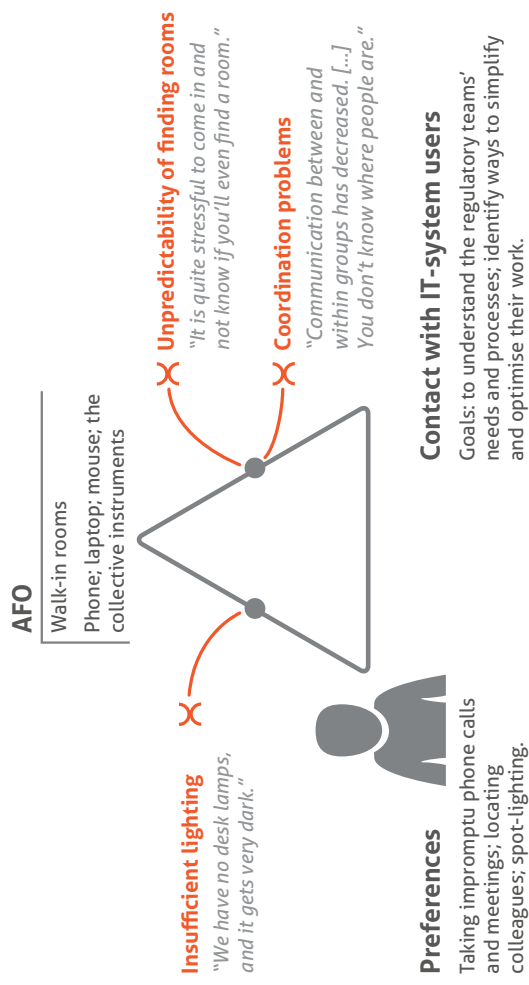 AFO
Walk-in rooms
Phone; laptop; mouse; the
collective instruments
Insufficient lighting
“We have no desk lamps,
and it gets very dark.”
Unpredictability of finding rooms
“It is quite stressful to come in and
not know if you’ll even find a room.”
Coordination problems
“Communication between and
within groups has decreased. [...]
You don’t know where people are.”
Preferences
Taking impromptu phone calls
and meetings; locating
colleagues; spot-lighting.
Contact with IT-system users
Goals: to understand the regulatory teams’
needs and processes; identify ways to simplify
and optimise their work.